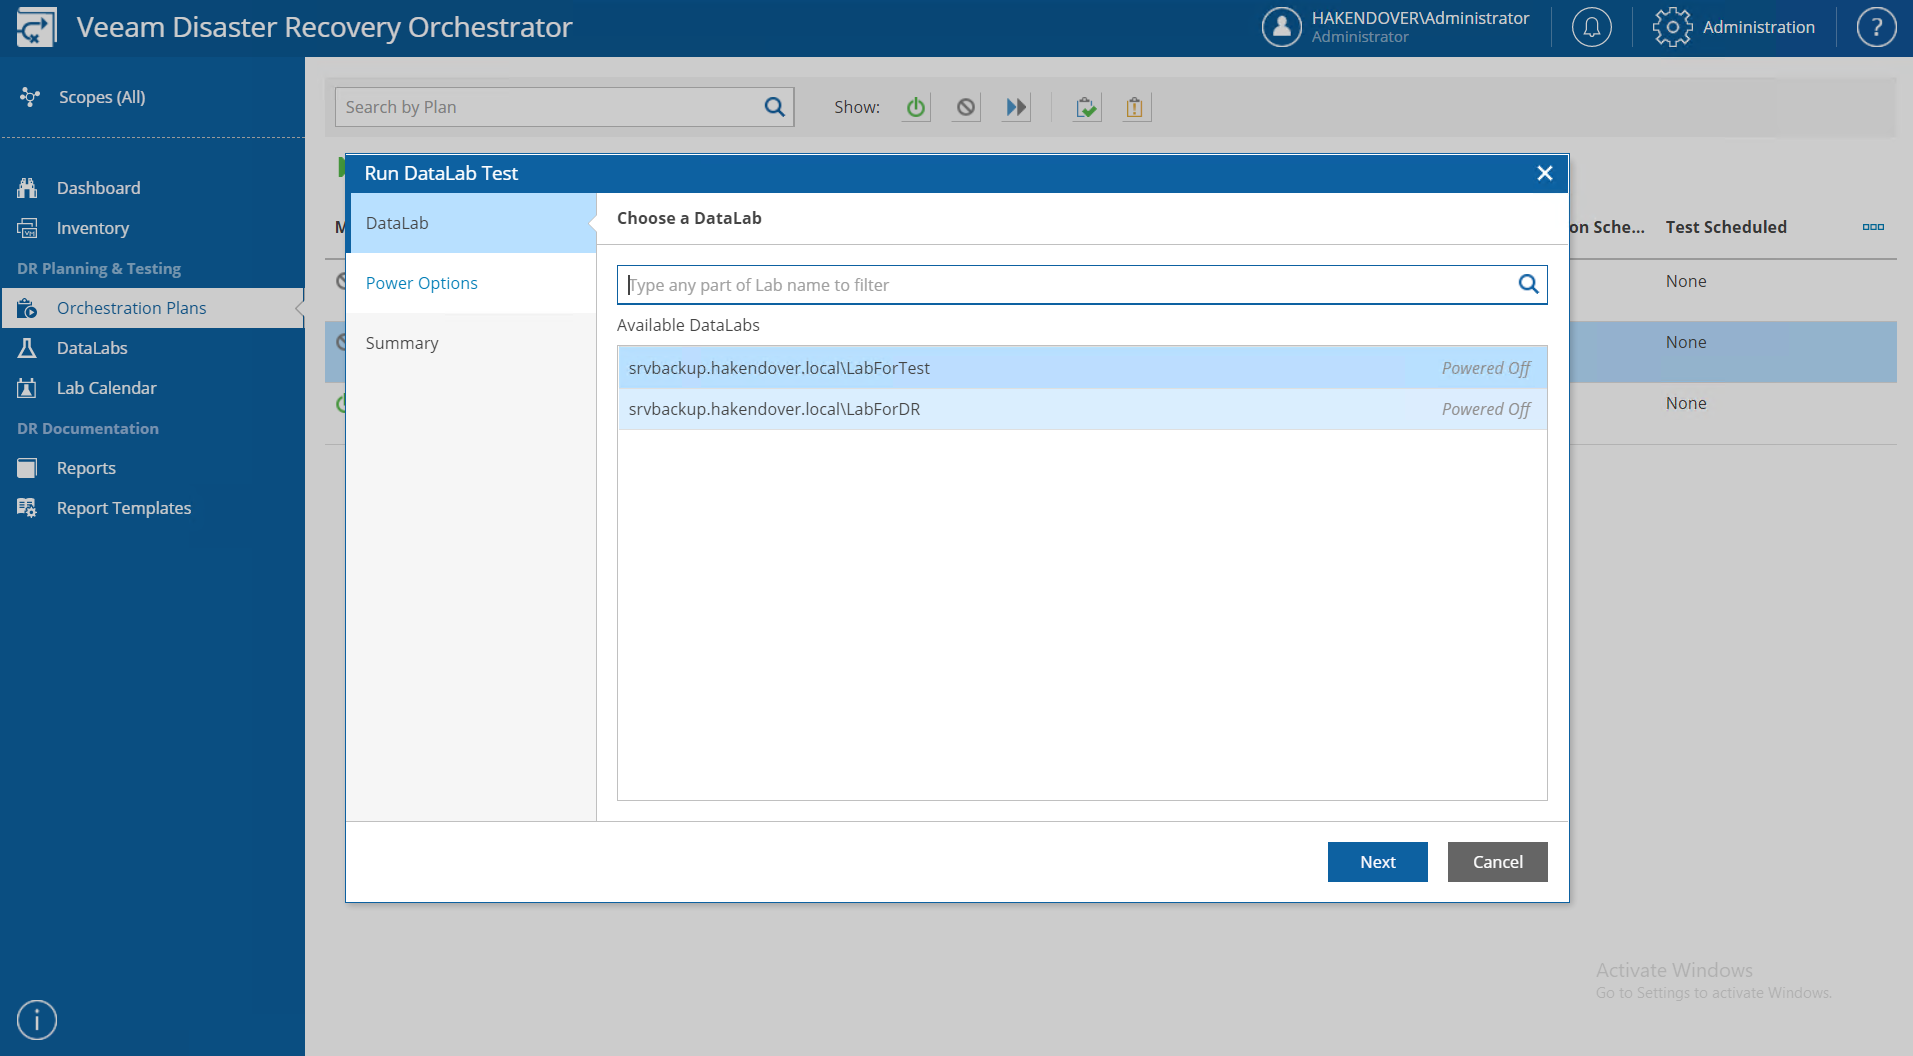 Veeam Disaster Recovery Orchestrator
HAKENDOVER\Administrator
Administrator
Administration
?
Scopes (All)
Dashboard
Inventory
DR Planning & Testing
Orchestration Plans
DataLabs
Lab Calendar
DR Documentation
Reports
Report Templates
i
Search by Plan
Show:
on Sche...
Test Scheduled
None
None
None
Run DataLab Test
DataLab
Power Options
Summary
Choose a DataLab
Type any part of Lab name to filter
Available DataLabs
srvbackup.hakendover.local\LabForTest Powered Off
srvbackup.hakendover.local\LabForDR Powered Off
Next
Cancel
Activate Windows
Go to Settings to activate Windows.